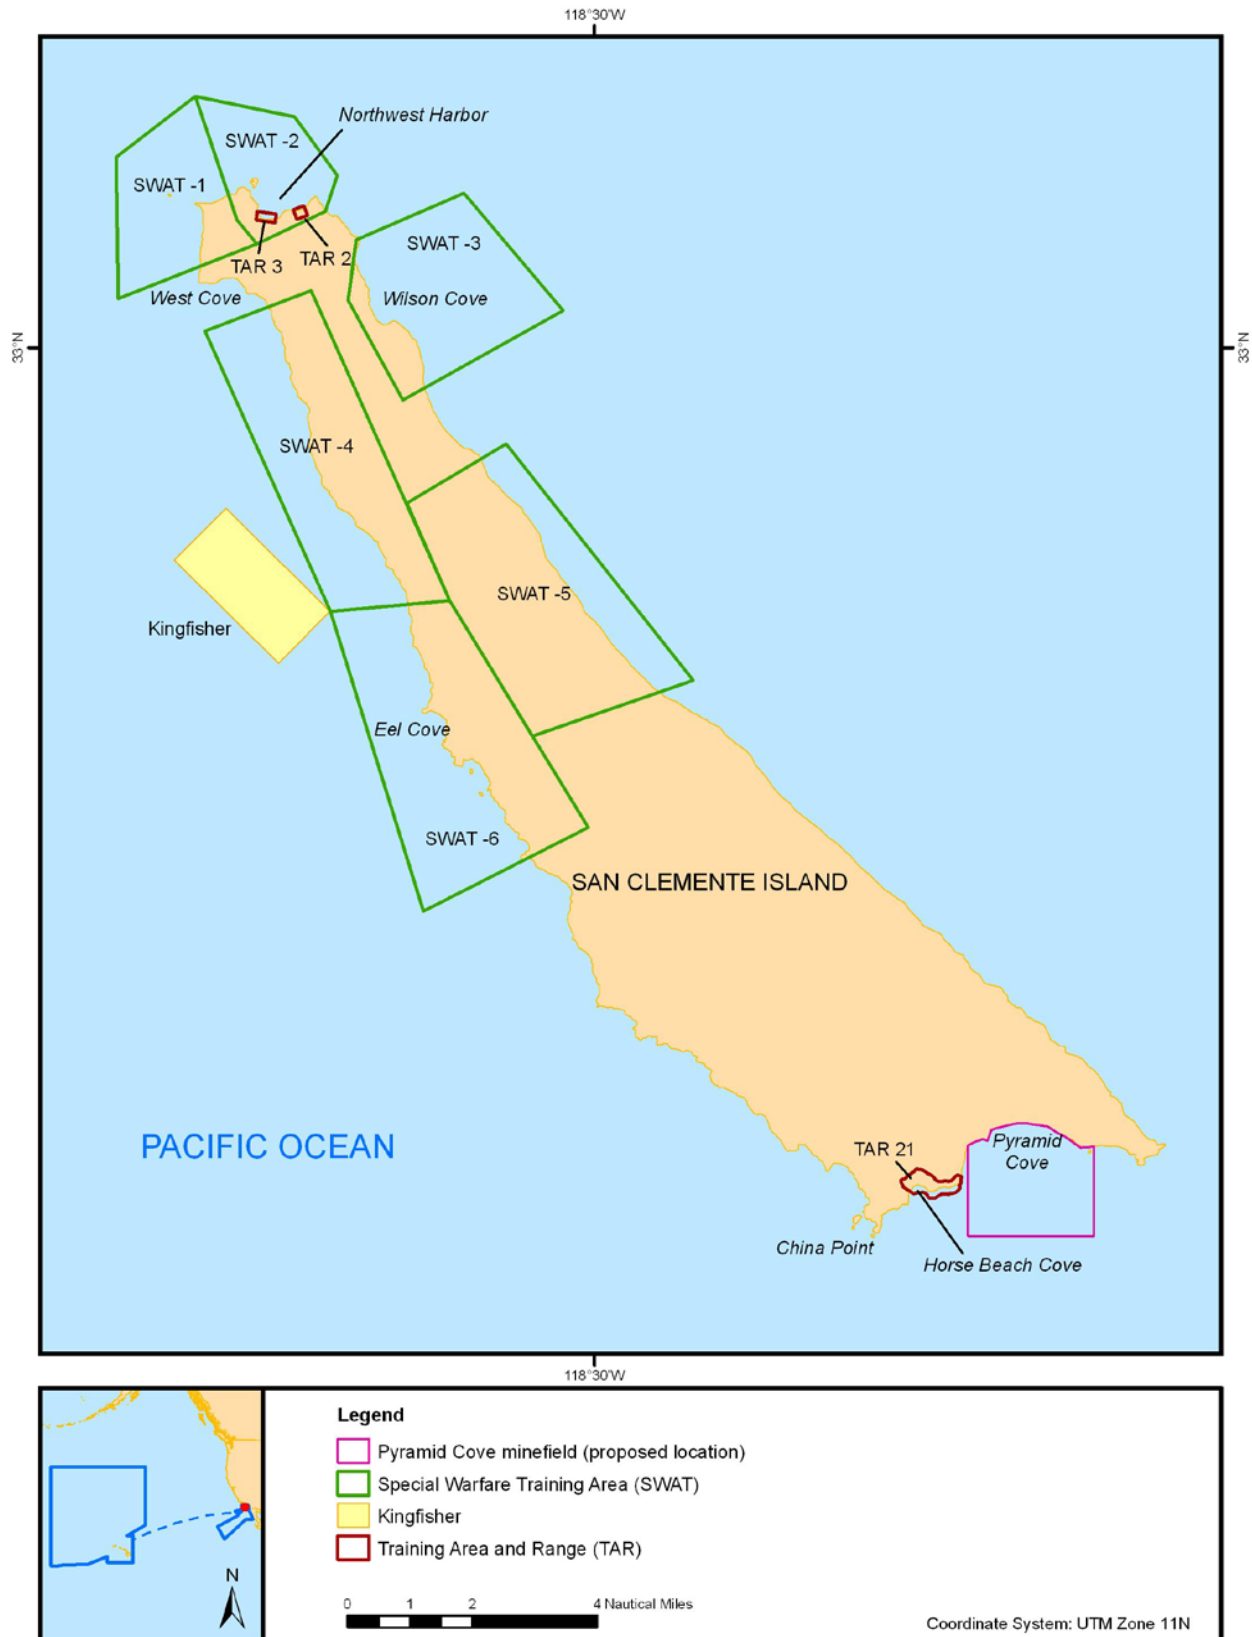 118°30'W
Northwest Harbor
SWAT -2
SWAT -1
SWAT -3
TAR 3
TAR 2
West Cove
Wilson Cove
33°N
33°N
SWAT -4
SWAT -5
Kingfisher
Eel Cove
SWAT -6
SAN CLEMENTE ISLAND
PACIFIC OCEAN
TAR 21
Pyramid
Cove
China Point
Horse Beach Cove
118°30'W
Legend
Pyramid Cove minefield (proposed location)
Special Warfare Training Area (SWAT)
Kingfisher
Training Area and Range (TAR)
N
0 1 2 4 Nautical Miles
Coordinate System: UTM Zone 11N